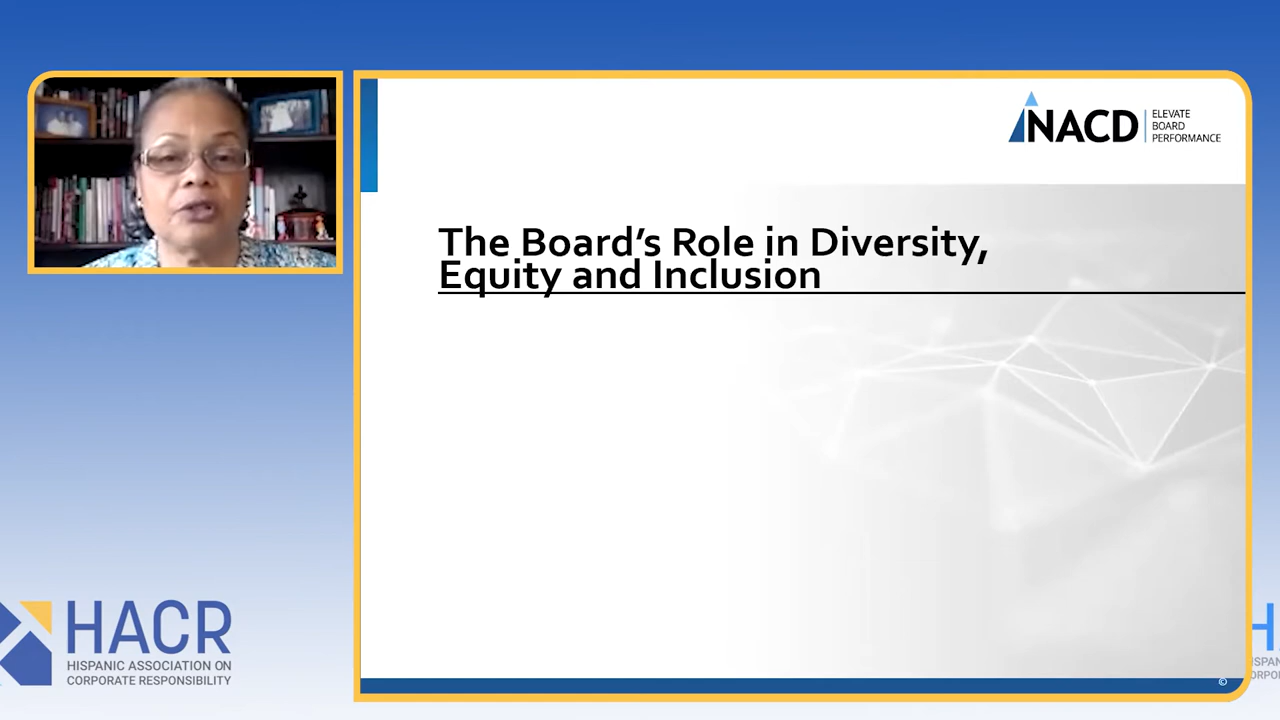 NACD
ELEVATE
BOARD
PERFORMANCE
The Board's Role in Diversity,
Equity and Inclusion
HACR
HISPANIC ASSOCIATION ON
CORPORATE RESPONSIBILITY
©